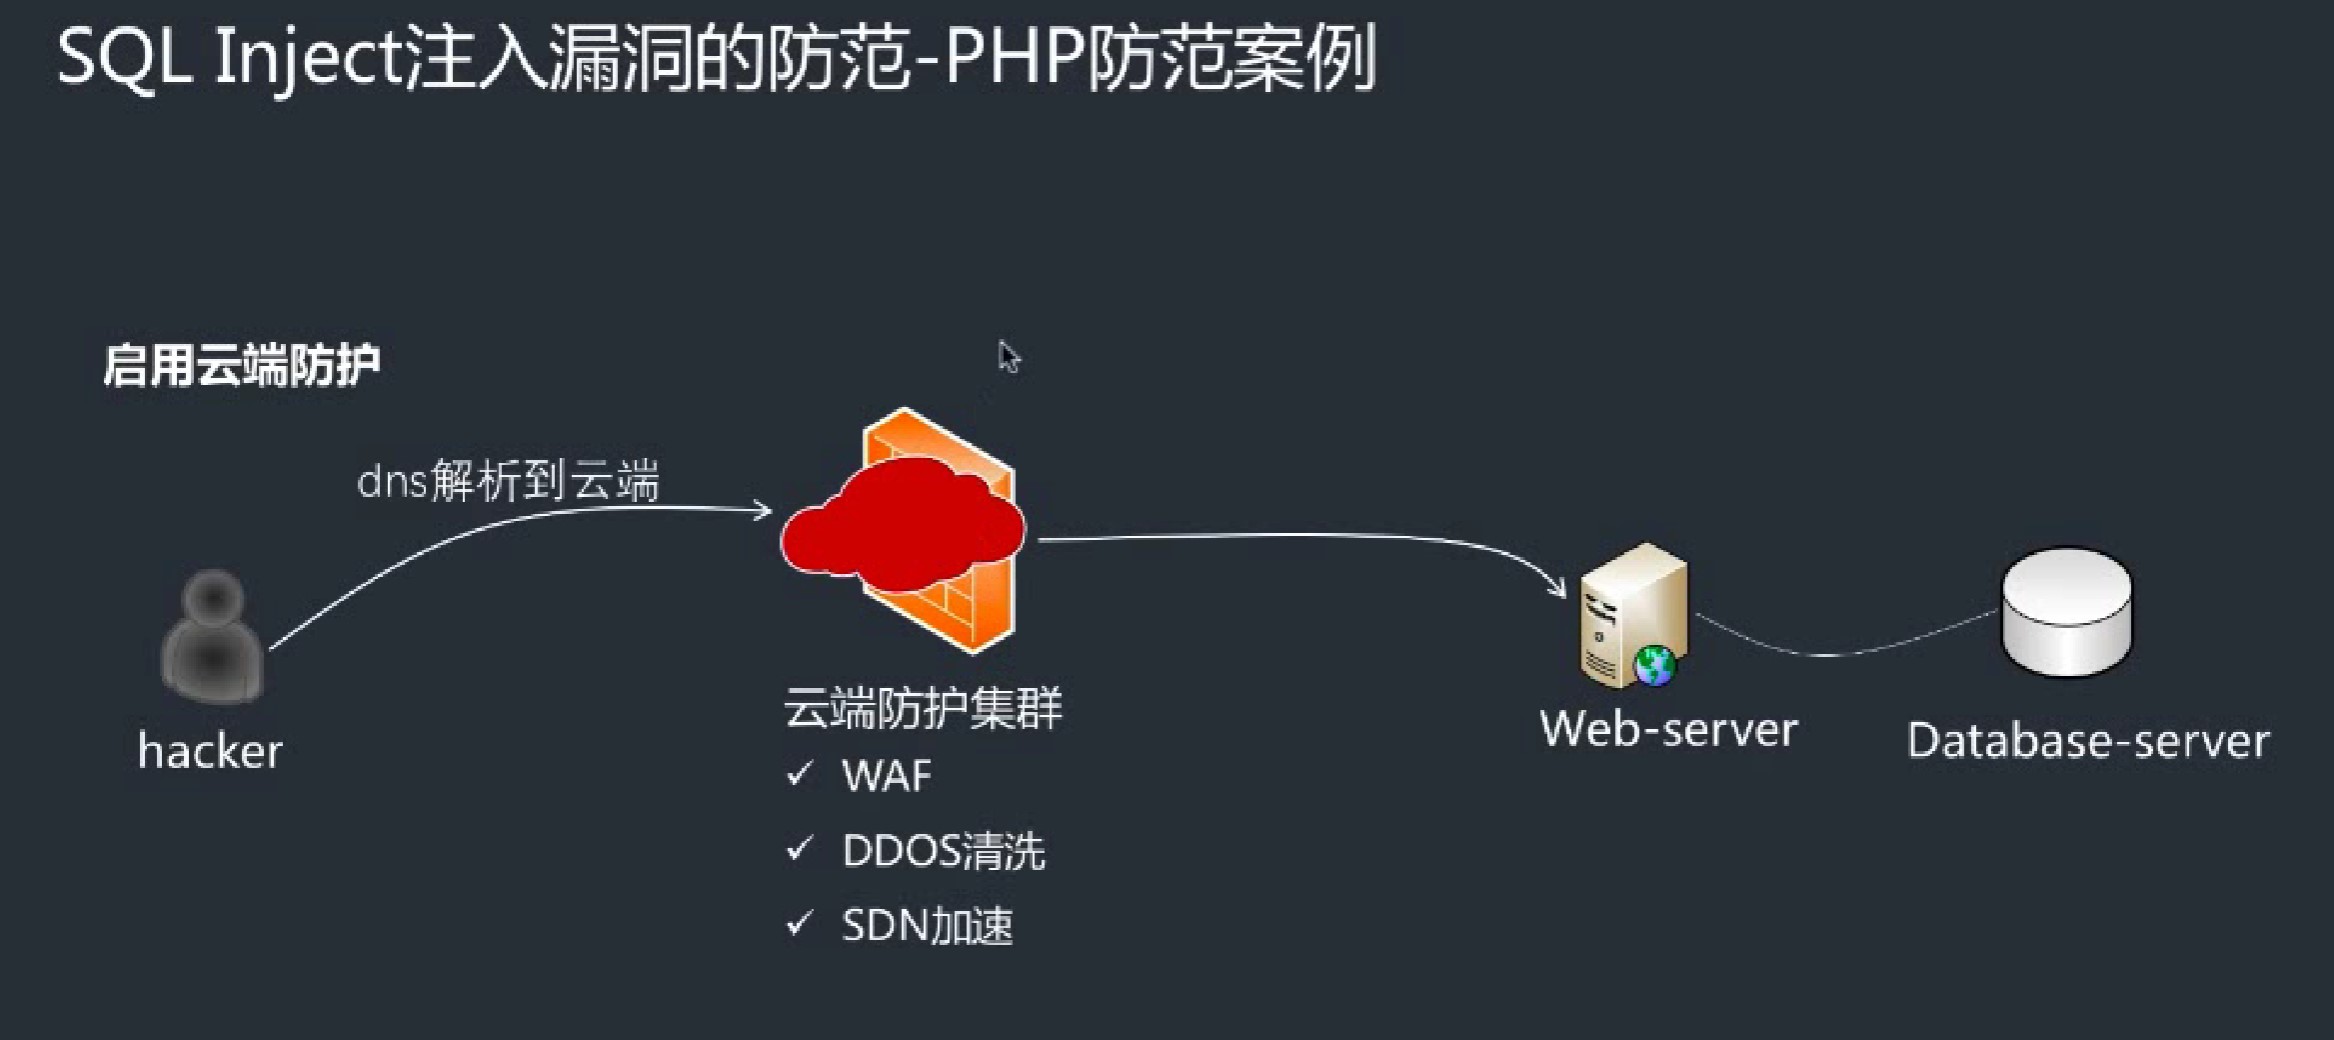 SQL Inject注入漏洞的防范-PHP防范案例
启用云端防护
dns解析到云端
hacker
云端防护集群
✓ WAF
✓ DDOS清洗
✓ SDN加速
Web-server
Database-server